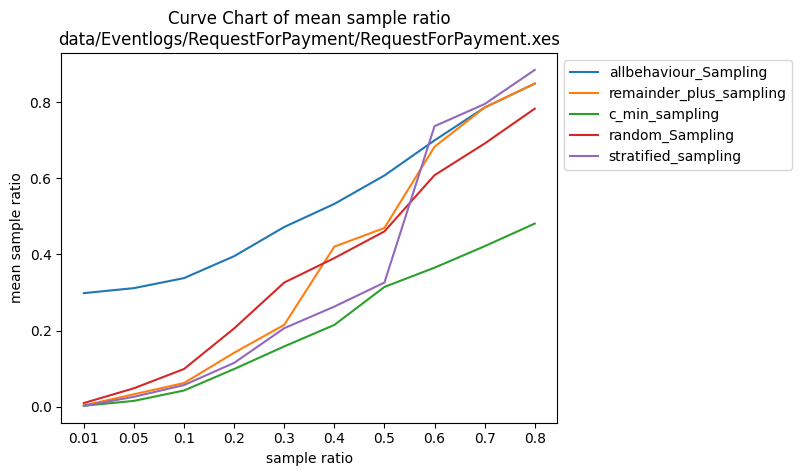 Curve Chart of mean sample ratio
data/Eventlogs/RequestForPayment/RequestForPayment.xes
allbehaviour_Sampling
remainder_plus_sampling
c_min_sampling
random_Sampling
stratified_sampling
mean sample ratio
0.8
0.6
0.4
0.2
0.0
0.01 0.05 0.1 0.2 0.3 0.4 0.5 0.6 0.7 0.8
sample ratio